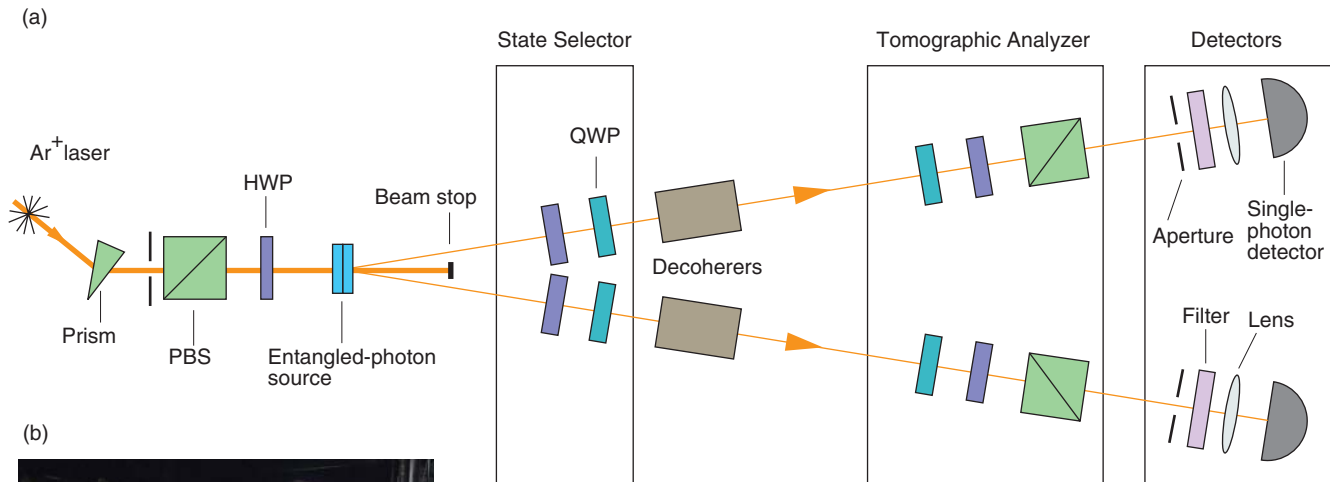 (a)
State Selector
Tomographic Analyzer
Detectors
Ar+ laser
HWP
QWP
Beam stop
Prism
PBS
Entangled-photon
source
Decoherers
Aperture
Single-
photon
detector
Filter
Lens
(b)